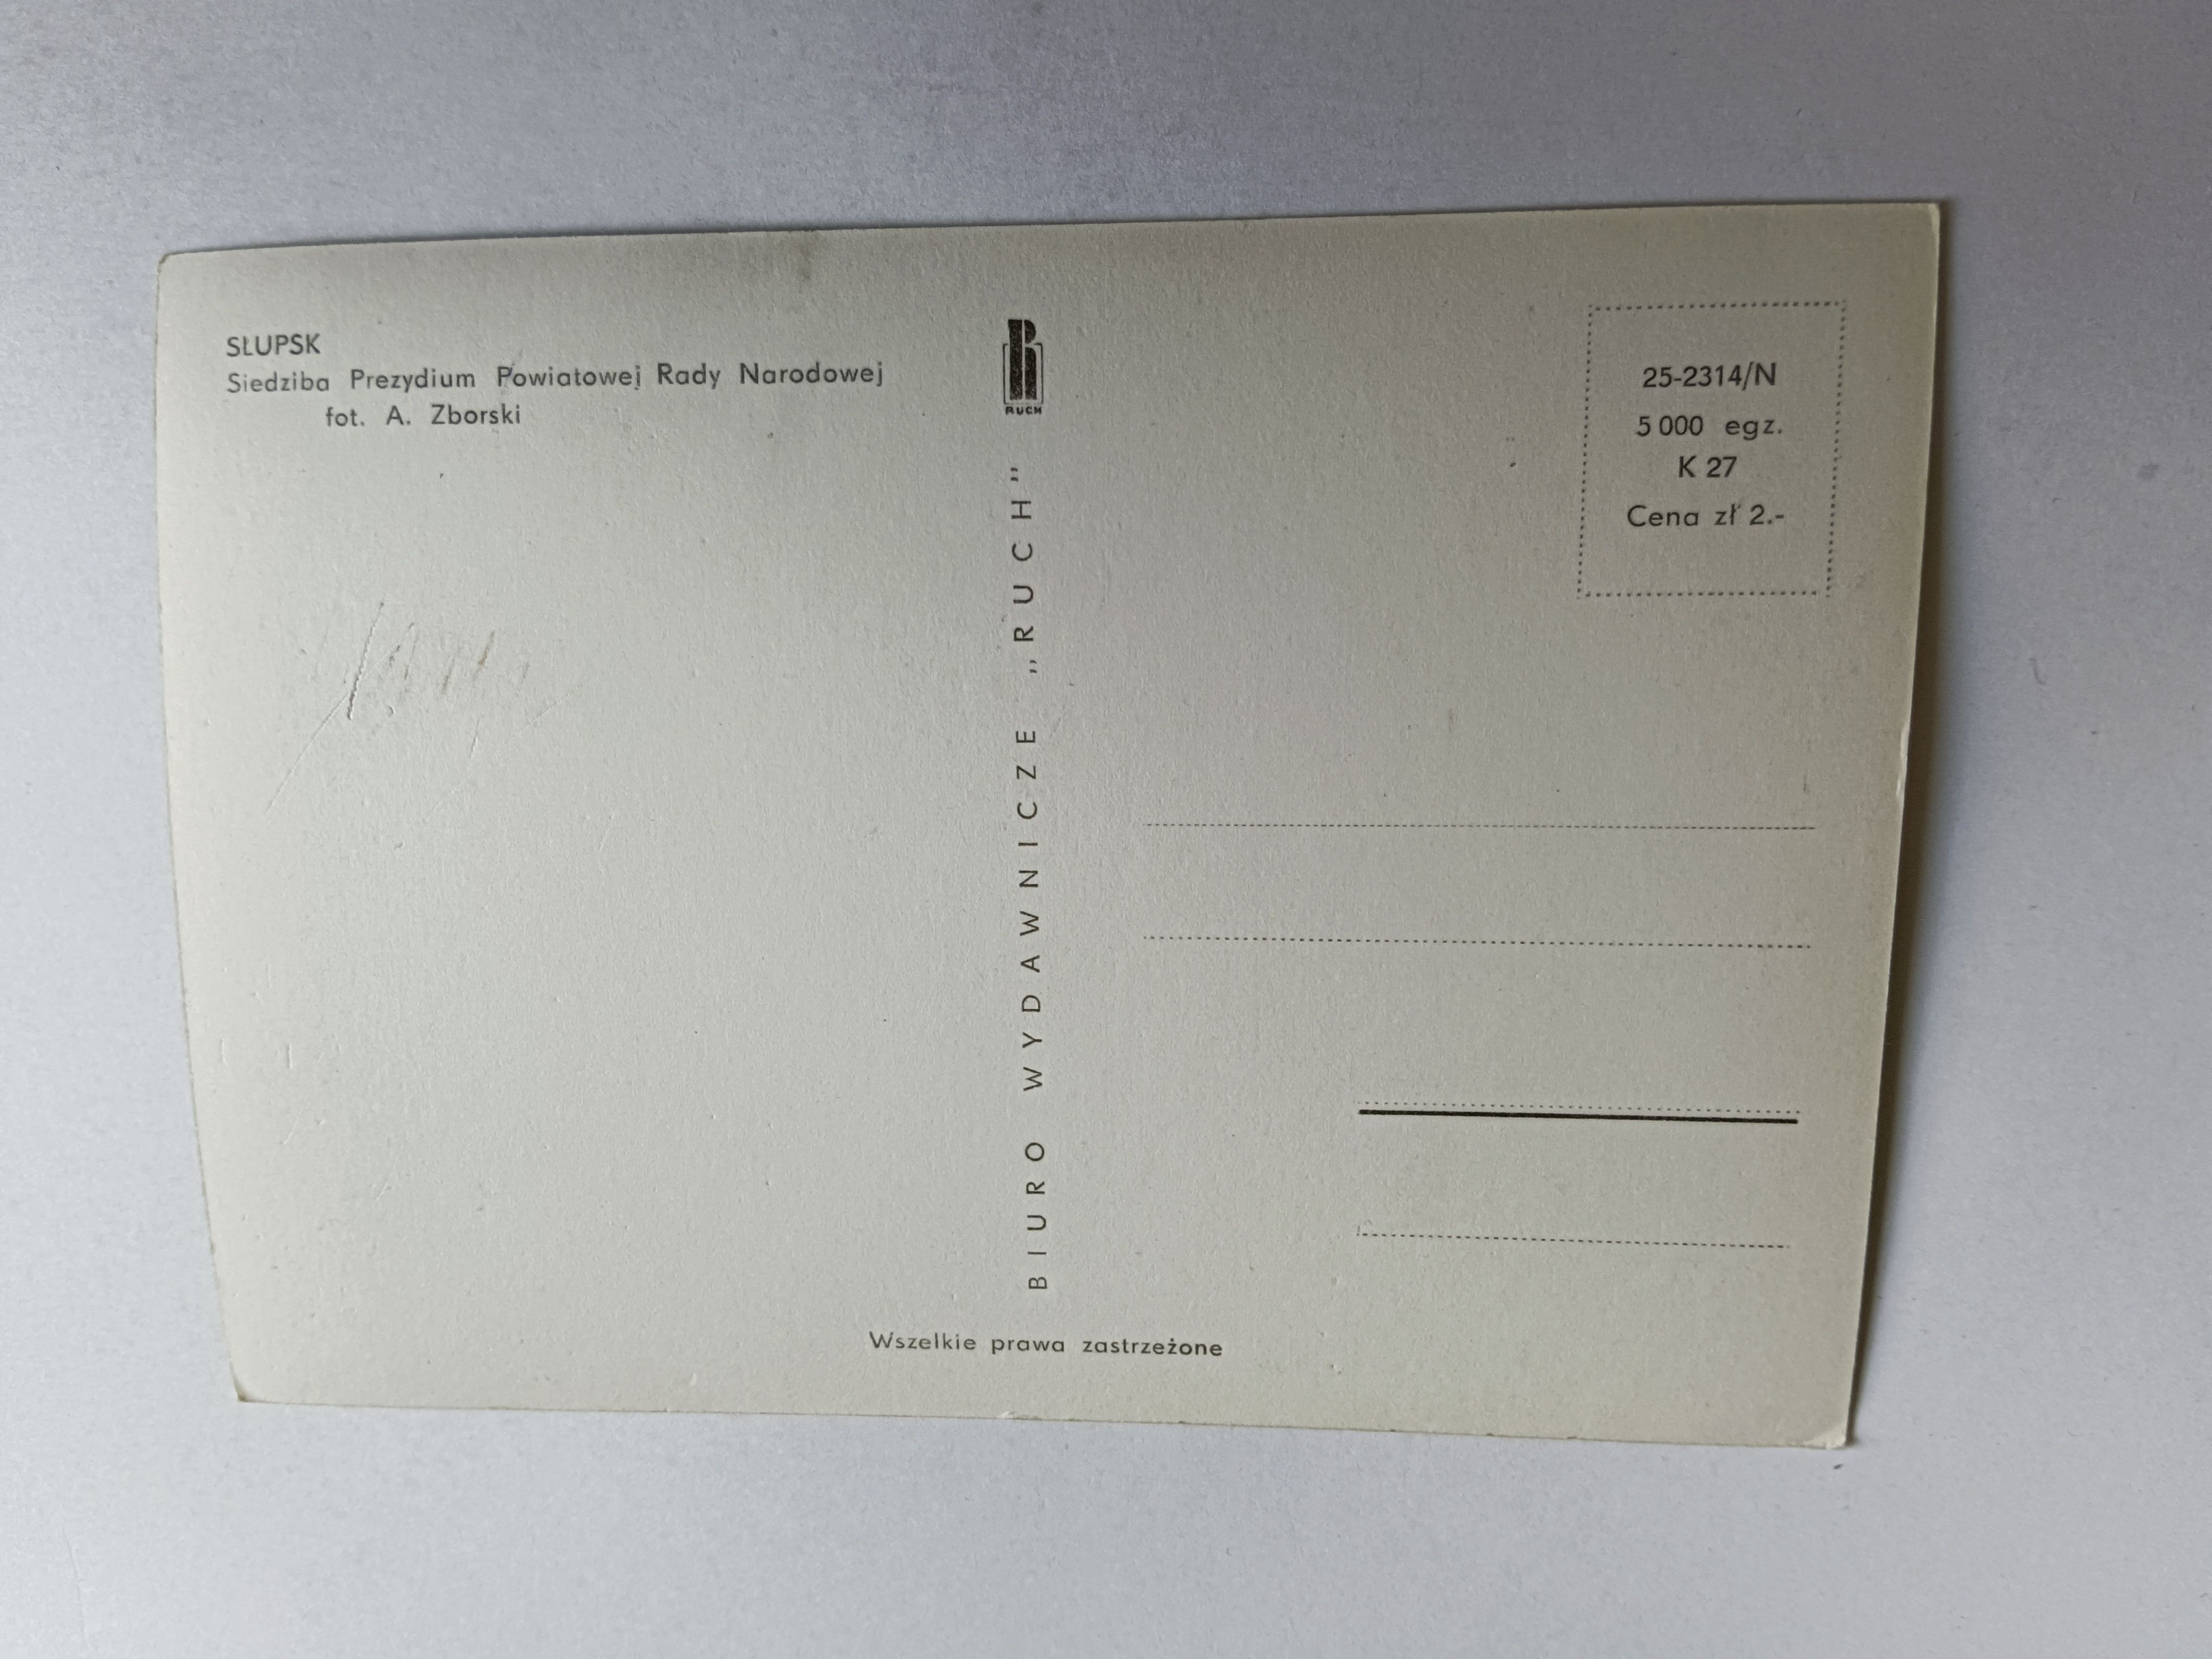 SŁUPSK
Siedziba Prezydium Powiatowej Rady Narodowej
fot. A. Zborski
RUCH
BIURO WYDAWNICZE „RUCH"
25-2314/N
5 000 egz.
K 27
Cena zł 2.-
Wszelkie prawa zastrzeżone